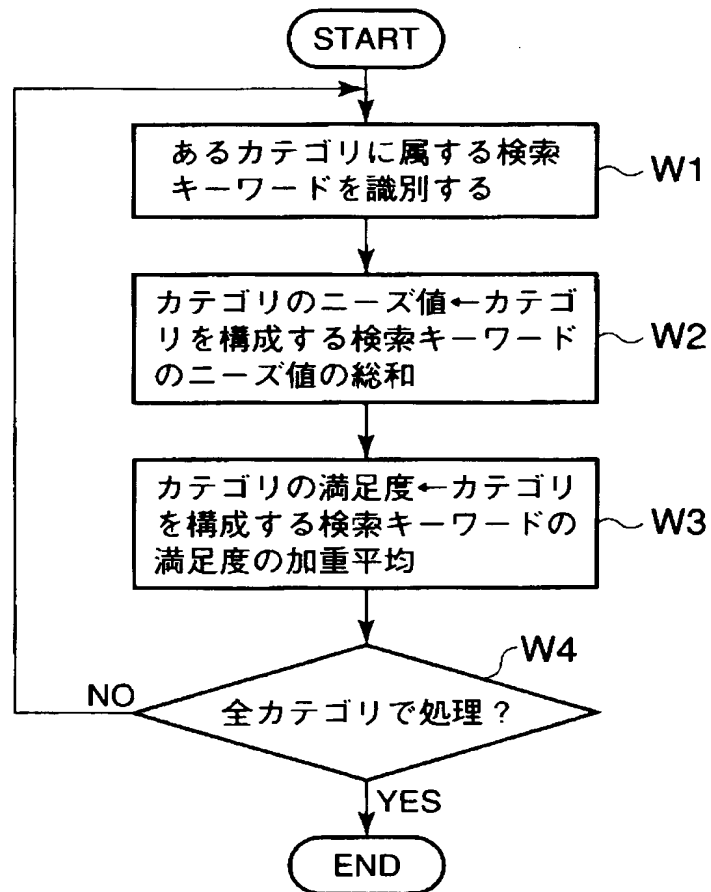 START
あるカテゴリに属する検索
キーワードを識別する
W1
カテゴリのニーズ値←カテゴ
リを構成する検索キーワード
のニーズ値の総和
W2
カテゴリの満足度←カテゴリ
を構成する検索キーワードの
満足度の加重平均
W3
W4
全カテゴリで処理？
NO
YES
END